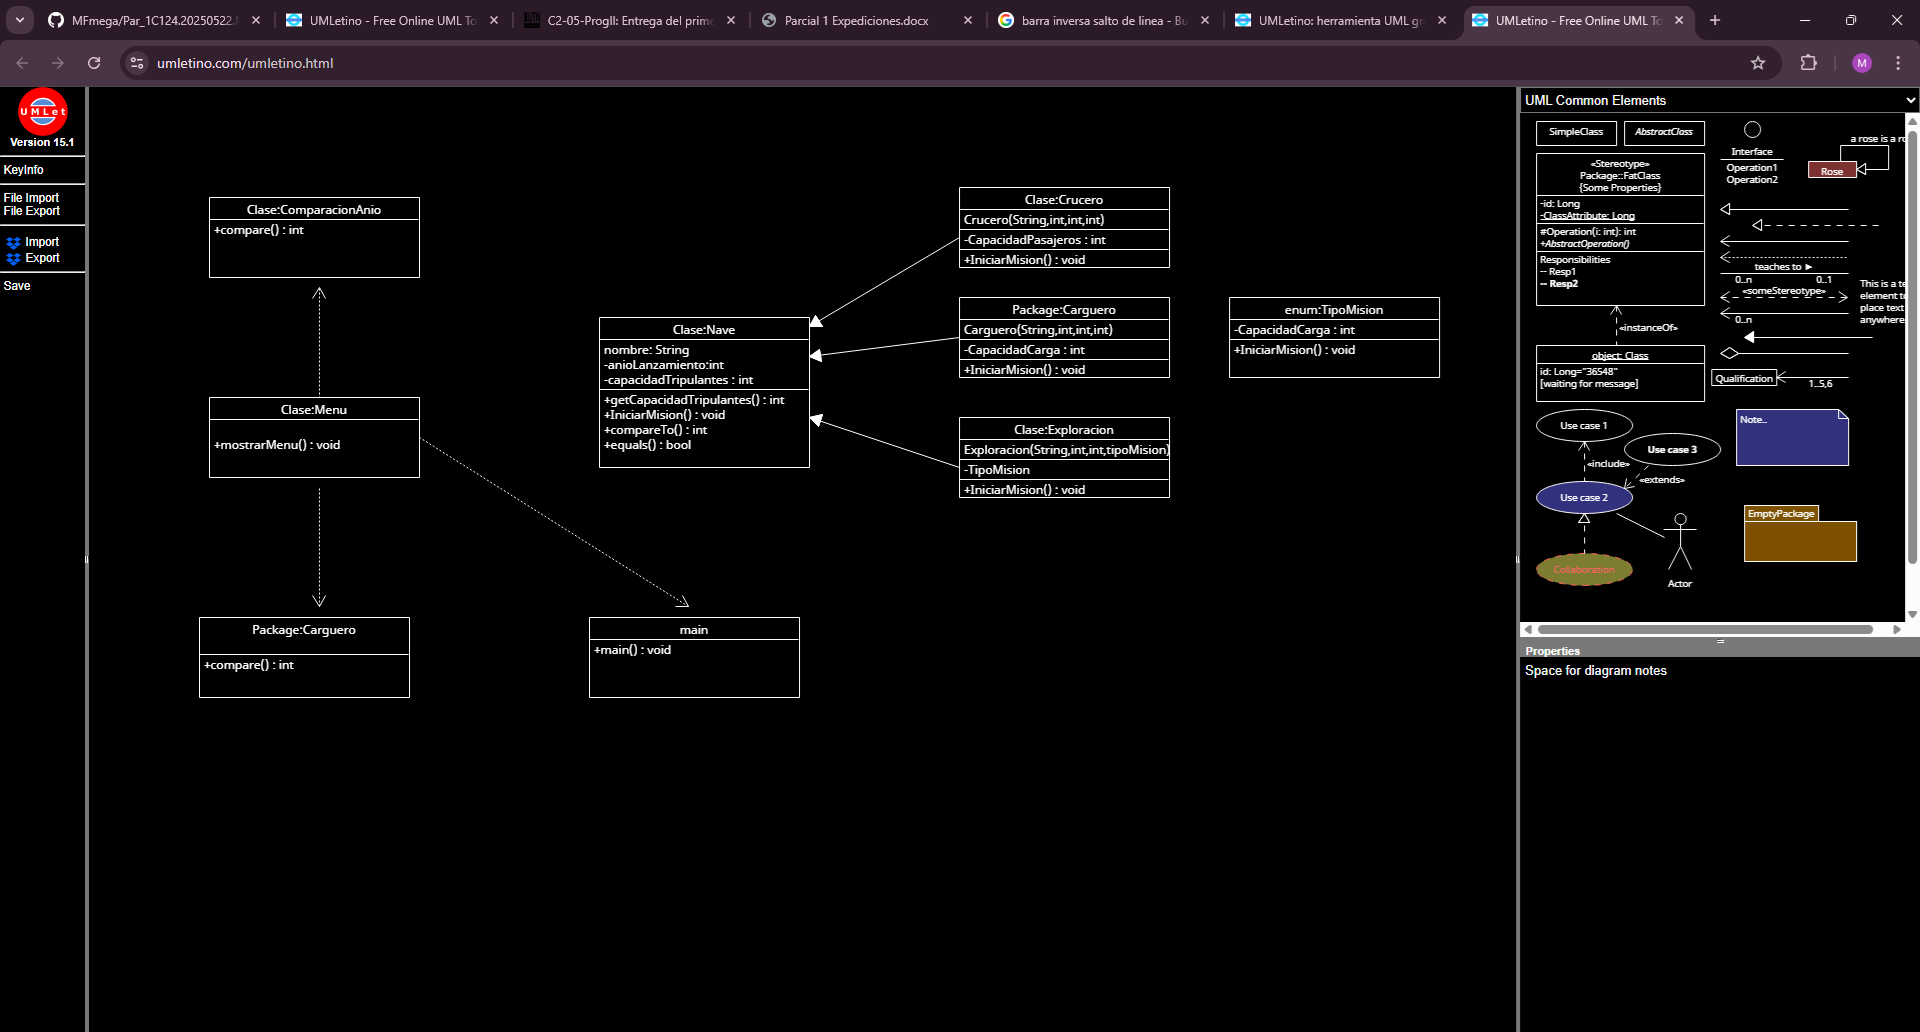 MFmega/Par_1C124.20250522.
UMLetino - Free Online UML To
C2-05-ProgII: Entrega del prime
Parcial 1 Expediciones.docx
barra inversa salto de linea - Bu
UMLetino: herramienta UML gra
UMLetino - Free Online UML To
umletino.com/umletino.html
M
UMLet
Version 15.1
KeyInfo
File Import
File Export
Import
Export
Save
Clase:ComparacionAnio
+compare() : int
Clase:Menu
+mostrarMenu() : void
Package:Carguero
+compare() : int
main
+main() : void
Clase:Nave
nombre: String
-anioLanzamiento:int
-capacidadTripulantes : int
+getCapacidadTripulantes() : int
+IniciarMision() : void
+compareTo() : int
+equals() : bool
Clase:Crucero
Crucero(String,int,int,int)
-CapacidadPasajeros : int
+IniciarMision() : void
Package:Carguero
Carguero(String,int,int,int)
-CapacidadCarga : int
+IniciarMision() : void
Clase:Exploracion
Exploracion(String,int,int,tipoMision)
-TipoMision
+IniciarMision() : void
enum:TipoMision
-CapacidadCarga : int
+IniciarMision() : void
UML Common Elements
SimpleClass
AbstractClass
«Stereotype»
Package::FatClass
{Some Properties}
-id: Long
-ClassAttribute: Long
#Operation(i: int): int
+AbstractOperation()
Responsibilities
-- Resp1
-- Resp2
«instanceOf»
object: Class
id: Long="36548"
[waiting for message]
Interface
Operation1
Operation2
a rose is a ro
Rose
teaches to ►
0..n
0..1
«someStereotype»
0..n
This is a te
element to
place text
anywhere
Qualification
1..5,6
Use case 1
«include»
Use case 3
«extends»
Use case 2
Collaboration
Actor
Note..
EmptyPackage
Properties
Space for diagram notes